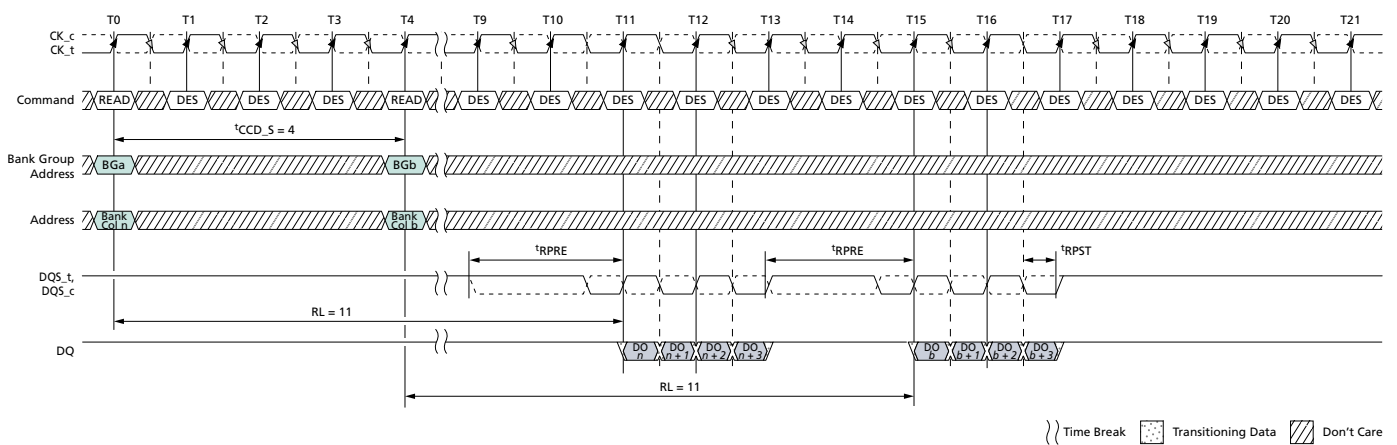 T0 T1 T2 T3 T4 T9 T10 T11 T12 T13 T14 T15 T16 T17 T18 T19 T20 T21
CK_c
CK_t
Command READ DES DES DES READ DES DES DES DES DES DES DES DES DES DES DES DES DES
tCCD_S = 4
Bank Group
Address
BGa BGb
Address
Bank
Col n
Bank
Col b
tRPRE tRPRE tRPST
DQS_t,
DQS_c
RL = 11
DQ
DO
n
DO
n + 1
DO
n + 2
DO
n + 3
DO
b
DO
b + 1
DO
b + 2
DO
b + 3
RL = 11
Time Break Transitioning Data Don't Care